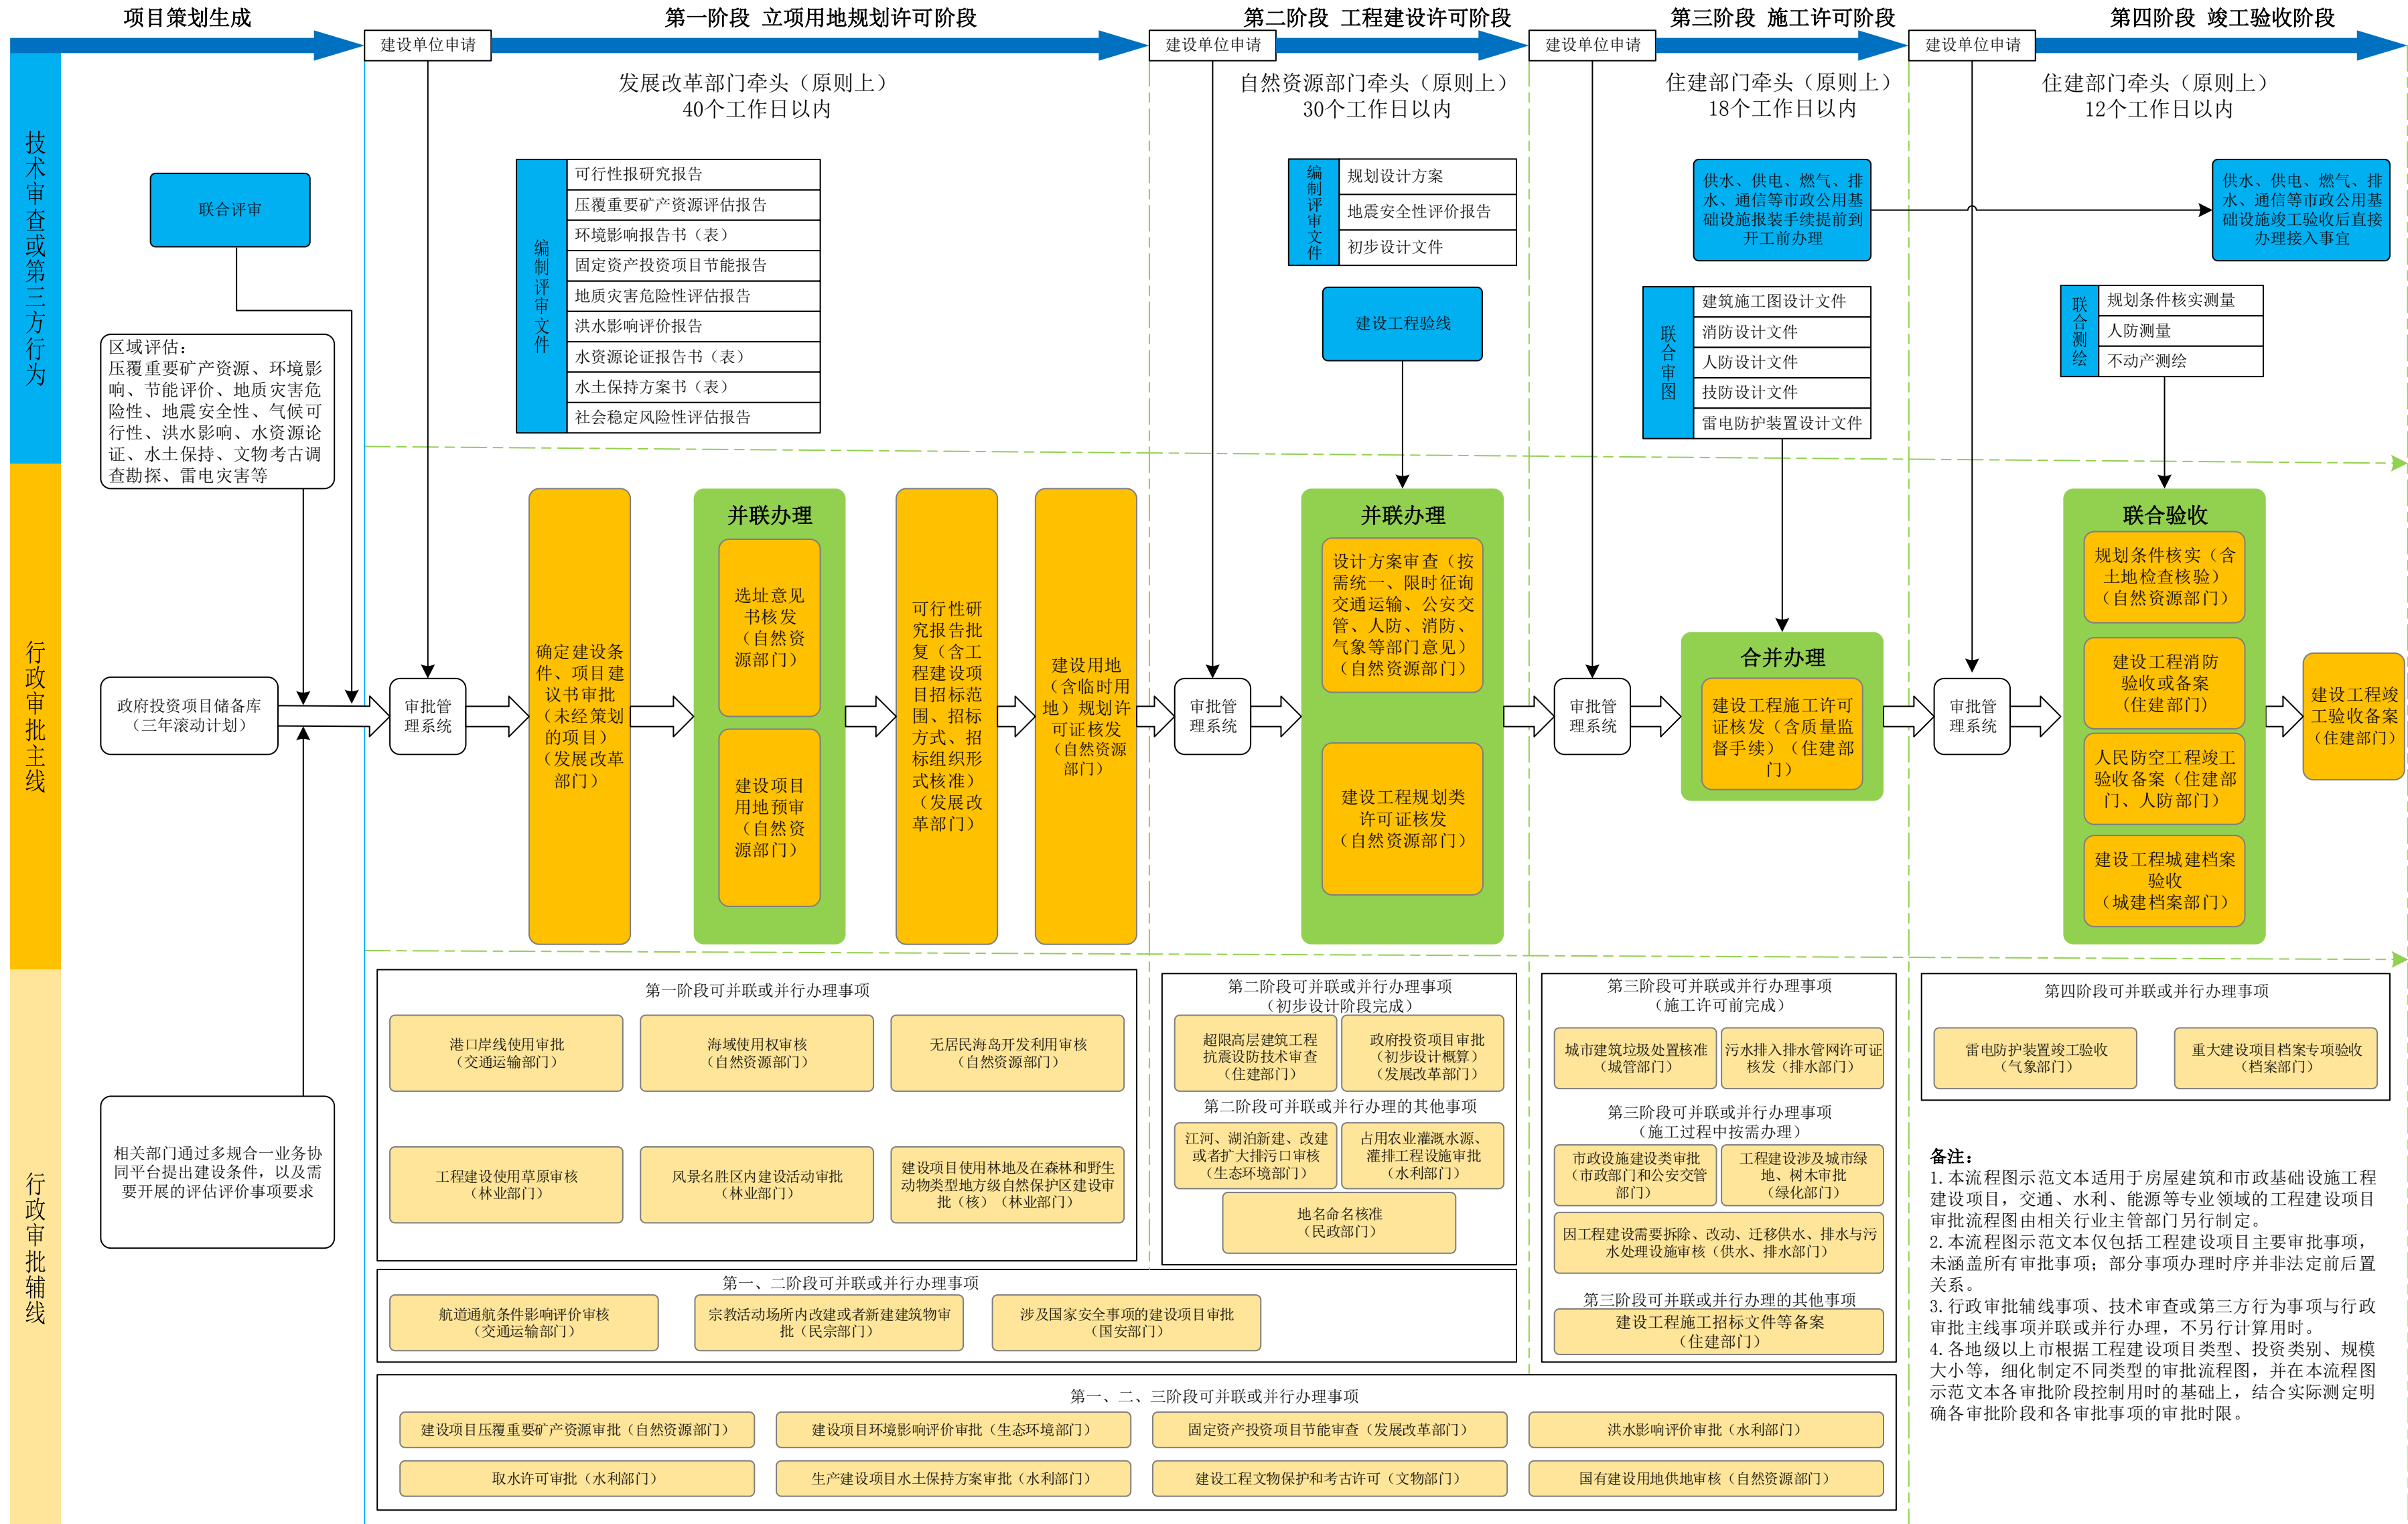 项目策划生成
第一阶段 立项用地规划许可阶段
第二阶段 工程建设许可阶段
第三阶段 施工许可阶段
第四阶段 竣工验收阶段
建设单位申请
建设单位申请
建设单位申请
建设单位申请
发展改革部门牵头（原则上）
40个工作日以内
自然资源部门牵头（原则上）
30个工作日以内
住建部门牵头（原则上）
18个工作日以内
住建部门牵头（原则上）
12个工作日以内
技术审查或第三方行为
联合评审
区域评估：
压覆重要矿产资源、环境影
响、节能评价、地质灾害危
险性、地震安全性、气候可
行性、洪水影响、水资源论
证、水土保持、文物考古调
查勘探、雷电灾害等
编制评审文件
可行性报研究报告
压覆重要矿产资源评估报告
环境影响报告书（表）
固定资产投资项目节能报告
地质灾害危险性评估报告
洪水影响评价报告
水资源论证报告书（表）
水土保持方案书（表）
社会稳定风险性评估报告
编制评审文件
规划设计方案
地震安全性评价报告
初步设计文件
建设工程验线
供水、供电、燃气、排
水、通信等市政公用基
础设施报装手续提前到
开工前办理
联合审图
建筑施工图设计文件
消防设计文件
人防设计文件
技防设计文件
雷电防护装置设计文件
供水、供电、燃气、排
水、通信等市政公用基
础设施竣工验收后直接
办理接入事宜
联合测绘
规划条件核实测量
人防测量
不动产测绘
行政审批主线
政府投资项目储备库
（三年滚动计划）
审批管
理系统
确定建设条
件、项目建
议书审批
（未经策划
的项目）
（发展改革
部门）
并联办理
选址意见
书核发
（自然资
源部门）
建设项目
用地预审
（自然资
源部门）
可行性研
究报告批
复（含工
程建设项
目招标范
围、招标
方式、招
标组织形
式核准）
（发展改
革部门）
建设用地
（含临时用
地）规划许
可证核发
（自然资源
部门）
审批管
理系统
并联办理
设计方案审查（按
需统一、限时征询
交通运输、公安交
管、人防、消防、
气象等部门意见）
（自然资源部门）
建设工程规划类
许可证核发
（自然资源部门）
审批管
理系统
合并办理
建设工程施工许可
证核发（含质量监
督手续）（住建部
门）
审批管
理系统
联合验收
规划条件核实（含
土地检查核验）
（自然资源部门）
建设工程消防
验收或备案
（住建部门）
人民防空工程竣工
验收备案（住建部
门、人防部门）
建设工程城建档案
验收
（城建档案部门）
建设工程竣
工验收备案
（住建部门）
行政审批辅线
相关部门通过多规合一业务协
同平台提出建设条件，以及需
要开展的评估评价事项要求
第一阶段可并联或并行办理事项
港口岸线使用审批
（交通运输部门）
海域使用权审核
（自然资源部门）
无居民海岛开发利用审核
（自然资源部门）
工程建设使用草原审核
（林业部门）
风景名胜区内建设活动审批
（林业部门）
建设项目使用林地及在森林和野生
动物类型地方级自然保护区建设审
批（核）（林业部门）
第二阶段可并联或并行办理事项
（初步设计阶段完成）
超限高层建筑工程
抗震设防技术审查
（住建部门）
政府投资项目审批
（初步设计概算）
（发展改革部门）
第二阶段可并联或并行办理的其他事项
江河、湖泊新建、改建
或者扩大排污口审核
（生态环境部门）
占用农业灌溉水源、
灌排工程设施审批
（水利部门）
地名命名核准
（民政部门）
第三阶段可并联或并行办理事项
（施工许可前完成）
城市建筑垃圾处置核准
（城管部门）
污水排入排水管网许可证
核发（排水部门）
第三阶段可并联或并行办理事项
（施工过程中按需办理）
市政设施建设类审批
（市政部门和公安交管
部门）
工程建设涉及城市绿
地、树木审批
（绿化部门）
因工程建设需要拆除、改动、迁移供水、排水与污
水处理设施审核（供水、排水部门）
第三阶段可并联或并行办理的其他事项
建设工程施工招标文件等备案
（住建部门）
第四阶段可并联或并行办理事项
雷电防护装置竣工验收
（气象部门）
重大建设项目档案专项验收
（档案部门）
第一、二阶段可并联或并行办理事项
航道通航条件影响评价审核
（交通运输部门）
宗教活动场所内改建或者新建建筑物审
批（民宗部门）
涉及国家安全事项的建设项目审批
（国安部门）
第一、二、三阶段可并联或并行办理事项
建设项目压覆重要矿产资源审批（自然资源部门）
建设项目环境影响评价审批（生态环境部门）
固定资产投资项目节能审查（发展改革部门）
洪水影响评价审批（水利部门）
取水许可审批（水利部门）
生产建设项目水土保持方案审批（水利部门）
建设工程文物保护和考古许可（文物部门）
国有建设用地供地审核（自然资源部门）
备注：
1.本流程图示范文本适用于房屋建筑和市政基础设施工程
建设项目，交通、水利、能源等专业领域的工程建设项目
审批流程图由相关行业主管部门另行制定。
2.本流程图示范文本仅包括工程建设项目主要审批事项，
未涵盖所有审批事项；部分事项办理时序并非法定前后置
关系。
3.行政审批辅线事项、技术审查或第三方行为事项与行政
审批主线事项并联或并行办理，不另行计算用时。
4.各地级以上市根据工程建设项目类型、投资类别、规模
大小等，细化制定不同类型的审批流程图，并在本流程图
示范文本各审批阶段控制用时的基础上，结合实际测定明
确各审批阶段和各审批事项的审批时限。